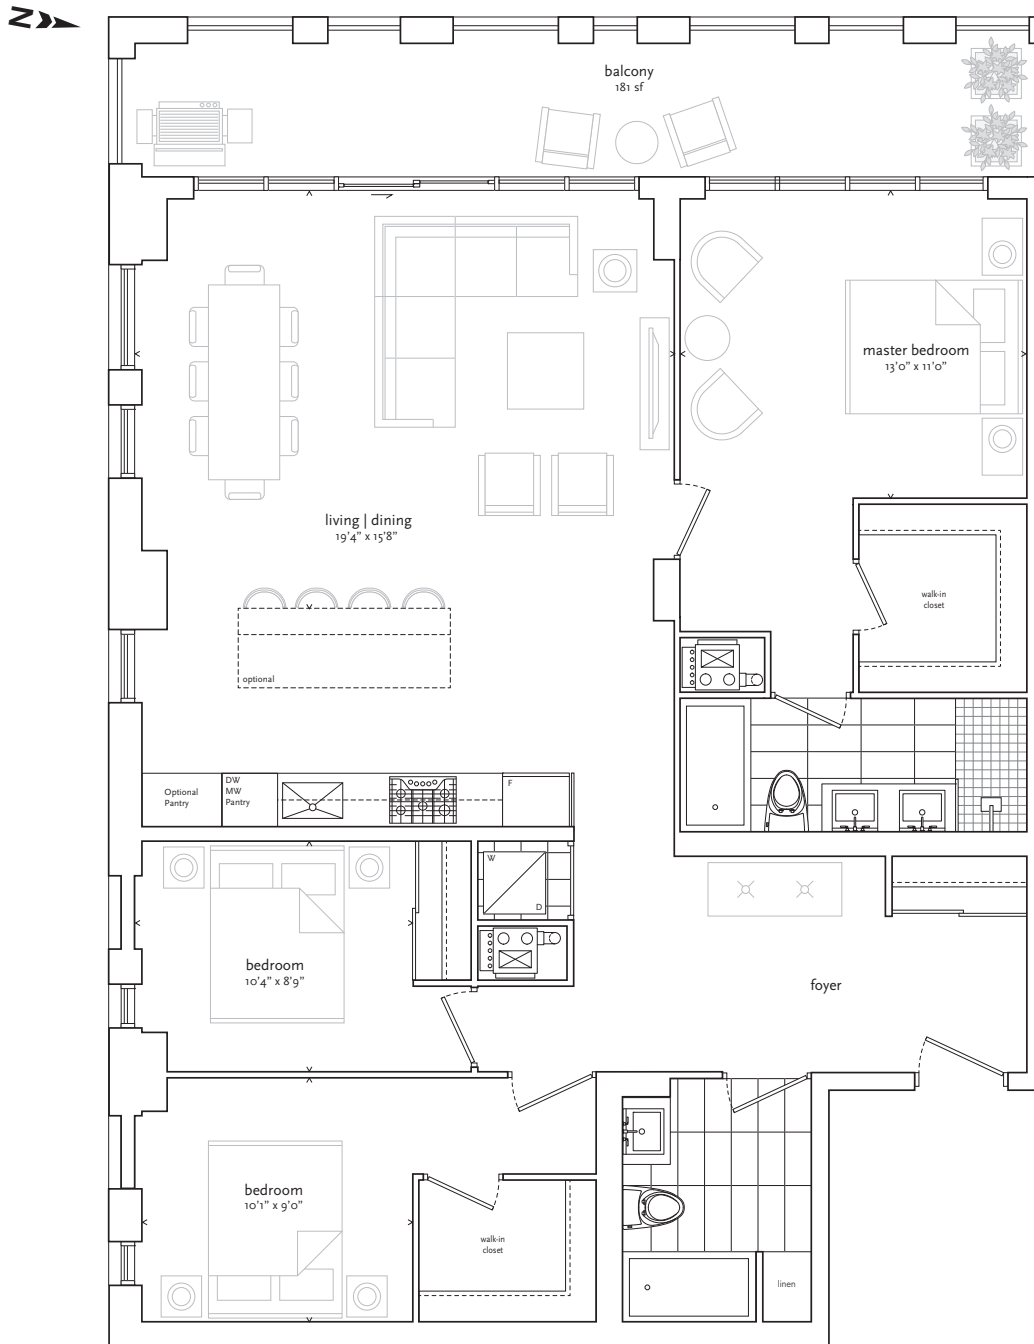 N
balcony
181 sf
master bedroom
13'0" x 11'0"
living | dining
19'4" x 15'8"
walk-in
closet
optional
Optional
Pantry
DW
MW
Pantry
F
W
D
bedroom
10'4" x 8'9"
foyer
bedroom
10'1" x 9'0"
walk-in
closet
linen